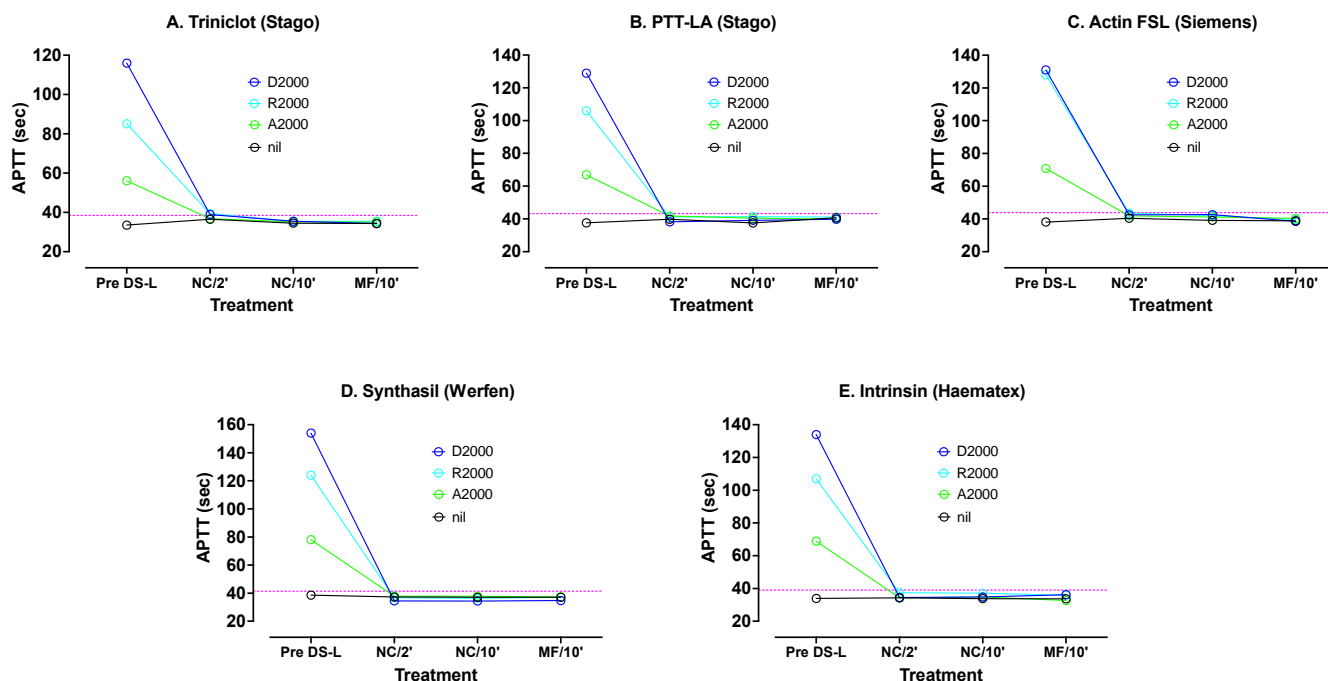 A. Triniclot (Stago)
APTT (sec)
120
100
80
60
40
20
D2000
R2000
A2000
nil
Pre DS-L NC/2' NC/10' MF/10'
Treatment
B. PTT-LA (Stago)
APTT (sec)
140
120
100
80
60
40
20
D2000
R2000
A2000
nil
Pre DS-L NC/2' NC/10' MF/10'
Treatment
C. Actin FSL (Siemens)
APTT (sec)
140
120
100
80
60
40
20
D2000
R2000
A2000
nil
Pre DS-L NC/2' NC/10' MF/10'
Treatment
D. Synthasil (Werfen)
APTT (sec)
160
140
120
100
80
60
40
20
D2000
R2000
A2000
nil
Pre DS-L NC/2' NC/10' MF/10'
Treatment
E. Intrinsin (Haematex)
APTT (sec)
140
120
100
80
60
40
20
D2000
R2000
A2000
nil
Pre DS-L NC/2' NC/10' MF/10'
Treatment